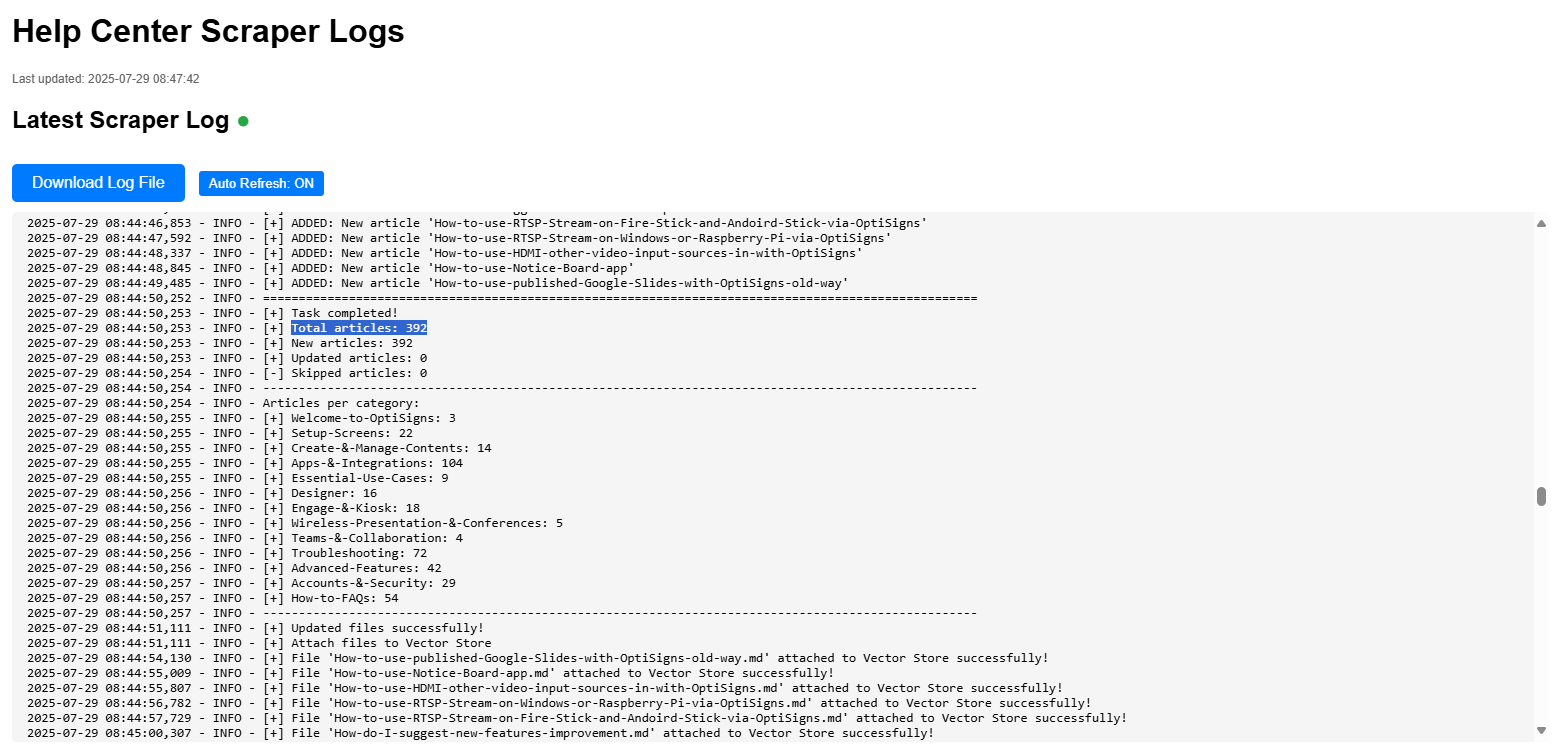 Help Center Scraper Logs
Last updated: 2025-07-29 08:47:42
Latest Scraper Log
Download Log File
Auto Refresh: ON
2025-07-29 08:44:46,853 - INFO - [+] ADDED: New article 'How-to-use-RTSP-Stream-on-Fire-Stick-and-Andoird-Stick-via-OptiSigns'
2025-07-29 08:44:47,592 - INFO - [+] ADDED: New article 'How-to-use-RTSP-Stream-on-Windows-or-Raspberry-Pi-via-OptiSigns'
2025-07-29 08:44:48,337 - INFO - [+] ADDED: New article 'How-to-use-HDMI-other-video-input-sources-in-with-OptiSigns'
2025-07-29 08:44:48,845 - INFO - [+] ADDED: New article 'How-to-use-Notice-Board-app'
2025-07-29 08:44:49,485 - INFO - [+] ADDED: New article 'How-to-use-published-Google-Slides-with-OptiSigns-old-way'
2025-07-29 08:44:50,252 - INFO - ====================================================================================================
2025-07-29 08:44:50,253 - INFO - [+] Task completed!
2025-07-29 08:44:50,253 - INFO - [+] Total articles: 392
2025-07-29 08:44:50,253 - INFO - [+] New articles: 392
2025-07-29 08:44:50,253 - INFO - [+] Updated articles: 0
2025-07-29 08:44:50,254 - INFO - [-] Skipped articles: 0
2025-07-29 08:44:50,254 - INFO - ----------------------------------------------------------------------------------------------------
2025-07-29 08:44:50,254 - INFO - Articles per category:
2025-07-29 08:44:50,255 - INFO - [+] Welcome-to-OptiSigns: 3
2025-07-29 08:44:50,255 - INFO - [+] Setup-Screens: 22
2025-07-29 08:44:50,255 - INFO - [+] Create-&-Manage-Contents: 14
2025-07-29 08:44:50,255 - INFO - [+] Apps-&-Integrations: 104
2025-07-29 08:44:50,255 - INFO - [+] Essential-Use-Cases: 9
2025-07-29 08:44:50,256 - INFO - [+] Designer: 16
2025-07-29 08:44:50,256 - INFO - [+] Engage-&-Kiosk: 18
2025-07-29 08:44:50,256 - INFO - [+] Wireless-Presentation-&-Conferences: 5
2025-07-29 08:44:50,256 - INFO - [+] Teams-&-Collaboration: 4
2025-07-29 08:44:50,256 - INFO - [+] Troubleshooting: 72
2025-07-29 08:44:50,256 - INFO - [+] Advanced-Features: 42
2025-07-29 08:44:50,257 - INFO - [+] Accounts-&-Security: 29
2025-07-29 08:44:50,257 - INFO - [+] How-to-FAQs: 54
2025-07-29 08:44:50,257 - INFO - ----------------------------------------------------------------------------------------------------
2025-07-29 08:44:51,111 - INFO - [+] Updated files successfully!
2025-07-29 08:44:51,111 - INFO - [+] Attach files to Vector Store
2025-07-29 08:44:54,130 - INFO - [+] File 'How-to-use-published-Google-Slides-with-OptiSigns-old-way.md' attached to Vector Store successfully!
2025-07-29 08:44:55,009 - INFO - [+] File 'How-to-use-Notice-Board-app.md' attached to Vector Store successfully!
2025-07-29 08:44:55,807 - INFO - [+] File 'How-to-use-HDMI-other-video-input-sources-in-with-OptiSigns.md' attached to Vector Store successfully!
2025-07-29 08:44:56,782 - INFO - [+] File 'How-to-use-RTSP-Stream-on-Windows-or-Raspberry-Pi-via-OptiSigns.md' attached to Vector Store successfully!
2025-07-29 08:44:57,729 - INFO - [+] File 'How-to-use-RTSP-Stream-on-Fire-Stick-and-Andoird-Stick-via-OptiSigns.md' attached to Vector Store successfully!
2025-07-29 08:45:00,307 - INFO - [+] File 'How-do-I-suggest-new-features-improvement.md' attached to Vector Store successfully!